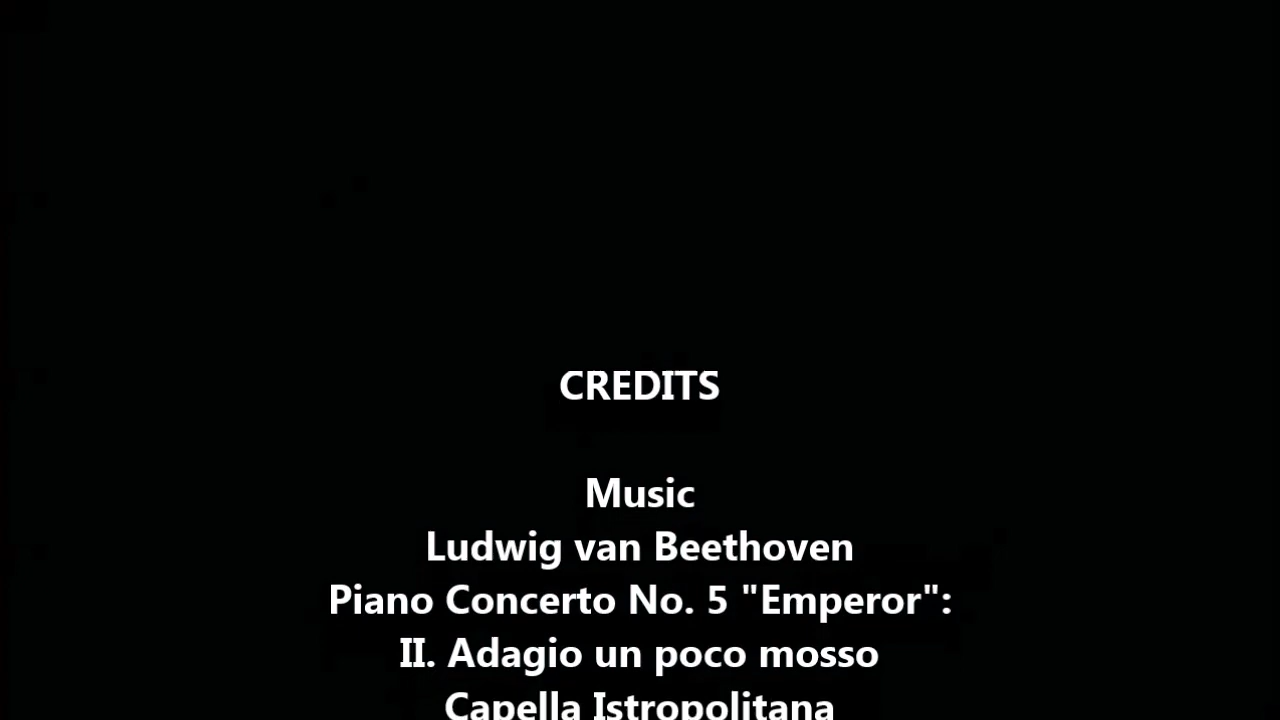 CREDITS
Music
Ludwig van Beethoven
Piano Concerto No. 5 "Emperor":
II. Adagio un poco mosso
Capella Istropolitana